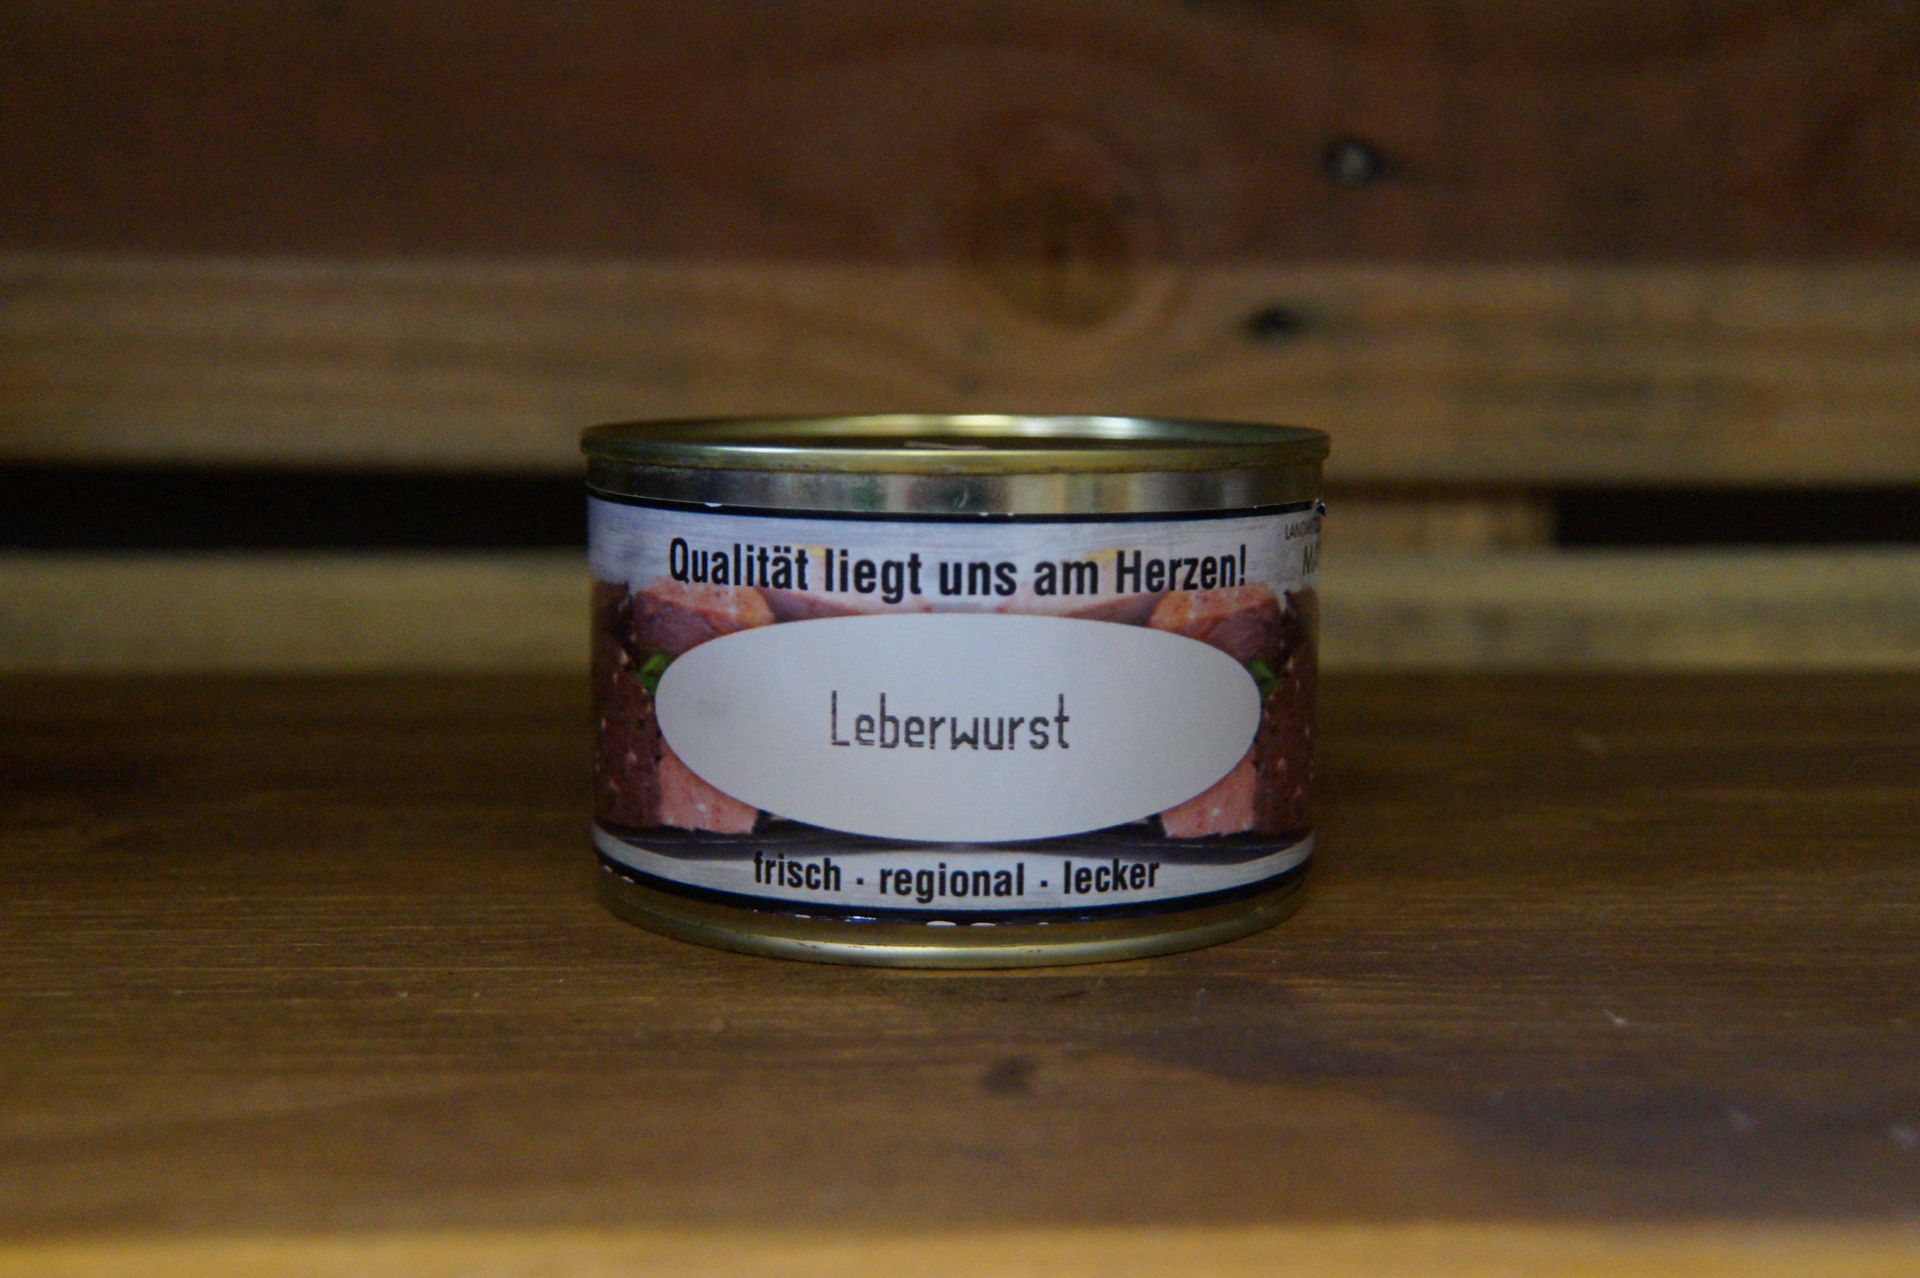 Qualität liegt uns am Herzen!
Leberwurst
frisch · regional · lecker